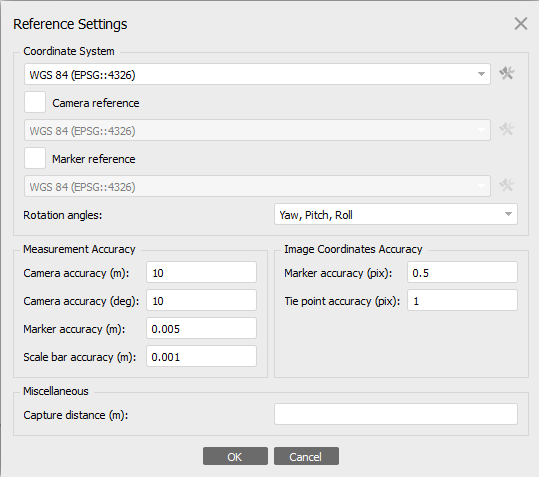 Reference Settings
Coordinate System
WGS 84 (EPSG::4326)
Camera reference
WGS 84 (EPSG::4326)
Marker reference
WGS 84 (EPSG::4326)
Rotation angles: Yaw, Pitch, Roll
Measurement Accuracy
Camera accuracy (m): 10
Camera accuracy (deg): 10
Marker accuracy (m): 0.005
Scale bar accuracy (m): 0.001
Image Coordinates Accuracy
Marker accuracy (pix): 0.5
Tie point accuracy (pix): 1
Miscellaneous
Capture distance (m):
OK Cancel